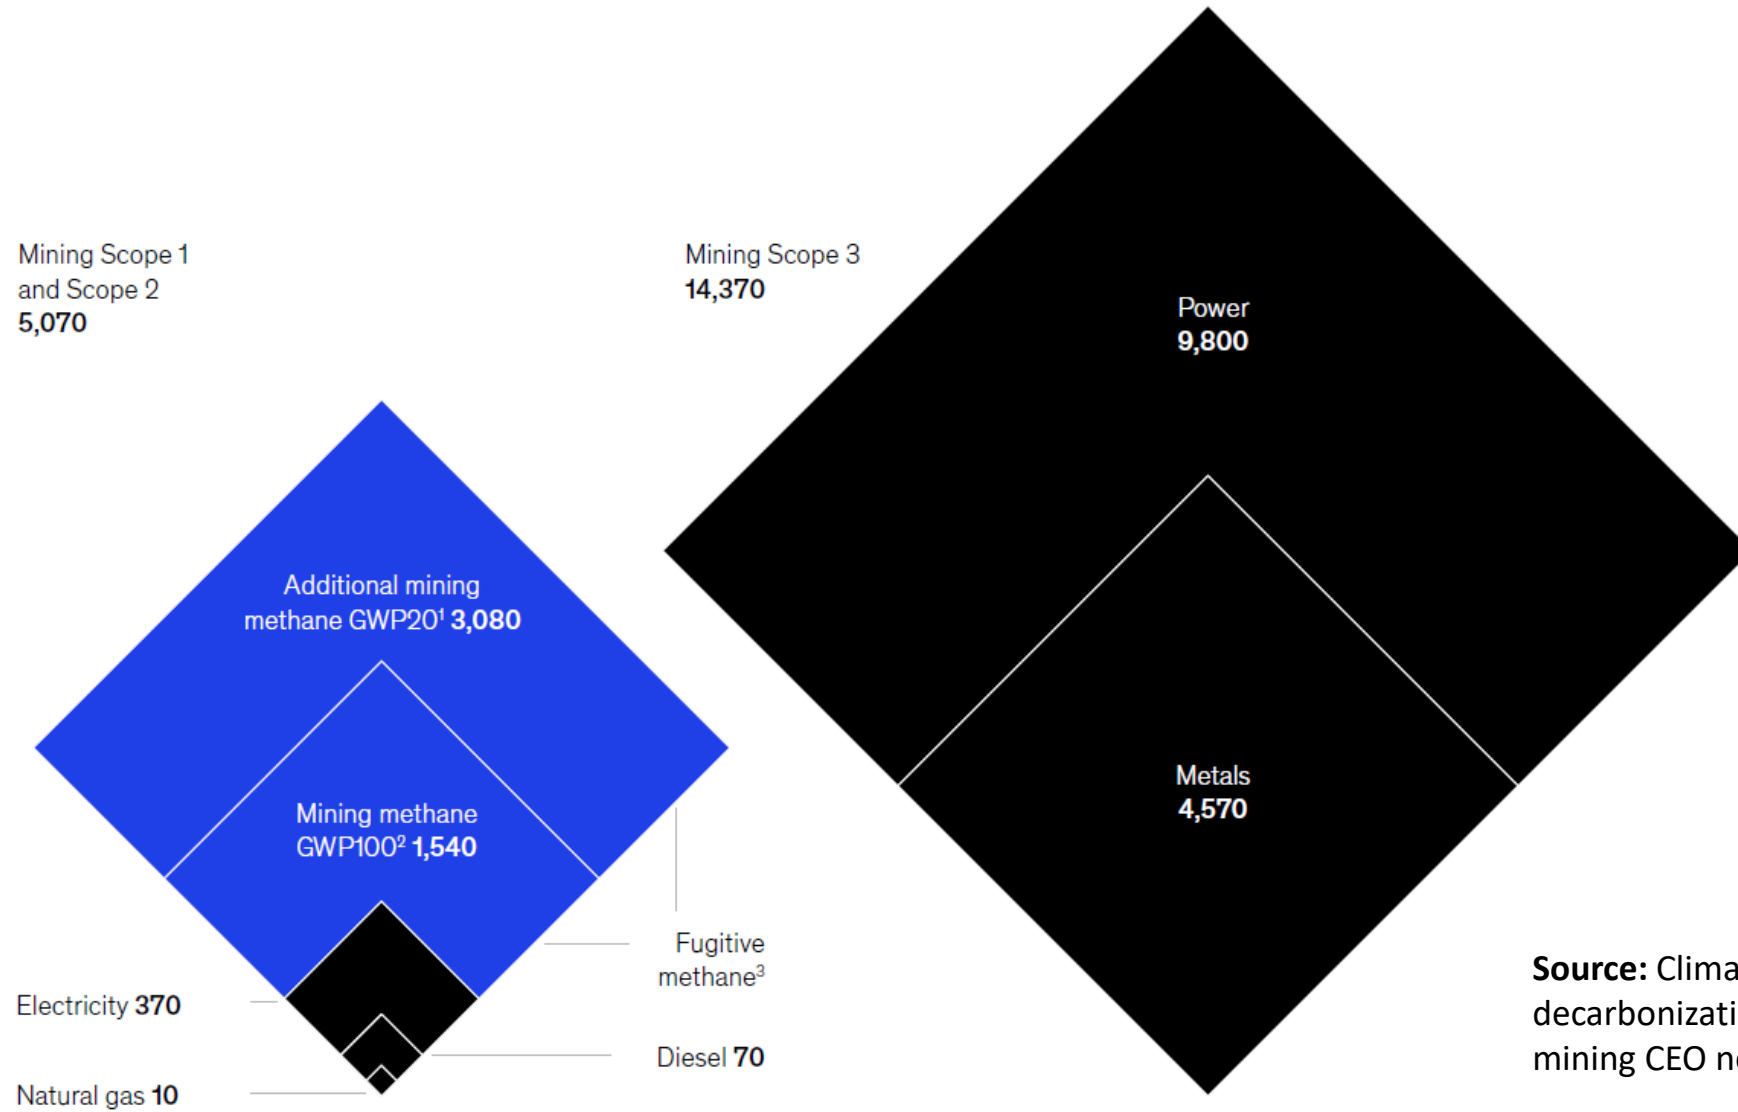 Mining Scope 1
and Scope 2
5,070
Mining Scope 3
14,370
Power
9,800
Additional mining
methane GWP20¹ 3,080
Mining methane
GWP100² 1,540
Metals
4,570
Fugitive
methane³
Electricity 370
Diesel 70
Natural gas 10
Source:
mining CEO